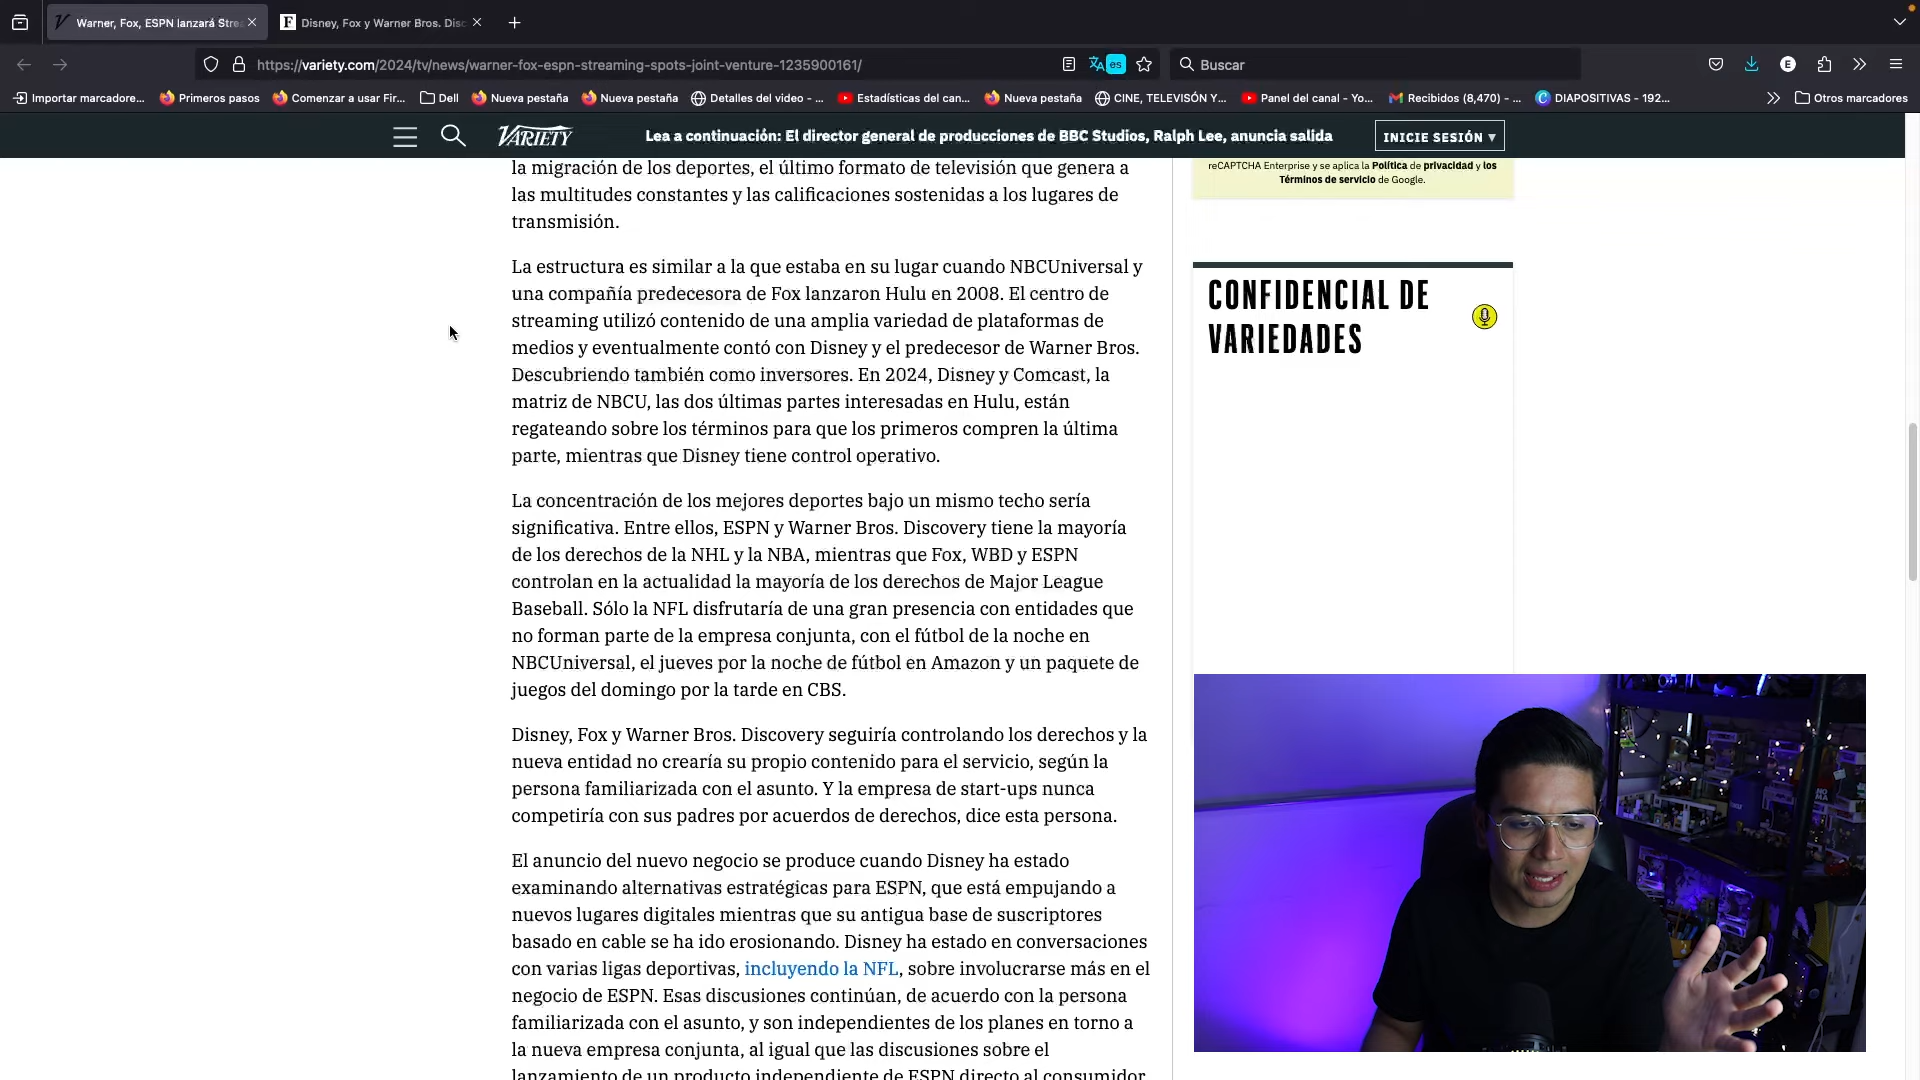 Warner, Fox, ESPN lanzará Stre
Disney, Fox y Warner Bros. Disc
https://variety.com/2024/tv/news/warner-fox-espn-streaming-spots-joint-venture-1235900161/
es
Buscar
E
Importar marcadore...
Primeros pasos
Comenzar a usar Fir...
Dell
Nueva pestaña
Nueva pestaña
Detalles del video - ...
Estadísticas del can...
Nueva pestaña
CINE, TELEVISÓN Y...
Panel del canal - Yo...
Recibidos (8,470) - ...
DIAPOSITIVAS - 192...
Otros marcadores
VARIETY
Lea a continuación: El director general de producciones de BBC Studios, Ralph Lee, anuncia salida
INICIE SESIÓN ▾
la migración de los deportes, el último formato de televisión que genera a
las multitudes constantes y las calificaciones sostenidas a los lugares de
transmisión.
La estructura es similar a la que estaba en su lugar cuando NBCUniversal y
una compañía predecesora de Fox lanzaron Hulu en 2008. El centro de
streaming utilizó contenido de una amplia variedad de plataformas de
medios y eventualmente contó con Disney y el predecesor de Warner Bros.
Descubriendo también como inversores. En 2024, Disney y Comcast, la
matriz de NBCU, las dos últimas partes interesadas en Hulu, están
regateando sobre los términos para que los primeros compren la última
parte, mientras que Disney tiene control operativo.
La concentración de los mejores deportes bajo un mismo techo sería
significativa. Entre ellos, ESPN y Warner Bros. Discovery tiene la mayoría
de los derechos de la NHL y la NBA, mientras que Fox, WBD y ESPN
controlan en la actualidad la mayoría de los derechos de Major League
Baseball. Sólo la NFL disfrutaría de una gran presencia con entidades que
no forman parte de la empresa conjunta, con el fútbol de la noche en
NBCUniversal, el jueves por la noche de fútbol en Amazon y un paquete de
juegos del domingo por la tarde en CBS.
Disney, Fox y Warner Bros. Discovery seguiría controlando los derechos y la
nueva entidad no crearía su propio contenido para el servicio, según la
persona familiarizada con el asunto. Y la empresa de start-ups nunca
competiría con sus padres por acuerdos de derechos, dice esta persona.
El anuncio del nuevo negocio se produce cuando Disney ha estado
examinando alternativas estratégicas para ESPN, que está empujando a
nuevos lugares digitales mientras que su antigua base de suscriptores
basado en cable se ha ido erosionando. Disney ha estado en conversaciones
con varias ligas deportivas, incluyendo la NFL, sobre involucrarse más en el
negocio de ESPN. Esas discusiones continúan, de acuerdo con la persona
familiarizada con el asunto, y son independientes de los planes en torno a
la nueva empresa conjunta, al igual que las discusiones sobre el
lanzamiento de un producto independiente de ESPN directo al consumidor
reCAPTCHA Enterprise y se aplica la Política de privacidad y los
Términos de servicio de Google.
CONFIDENCIAL DE
VARIEDADES